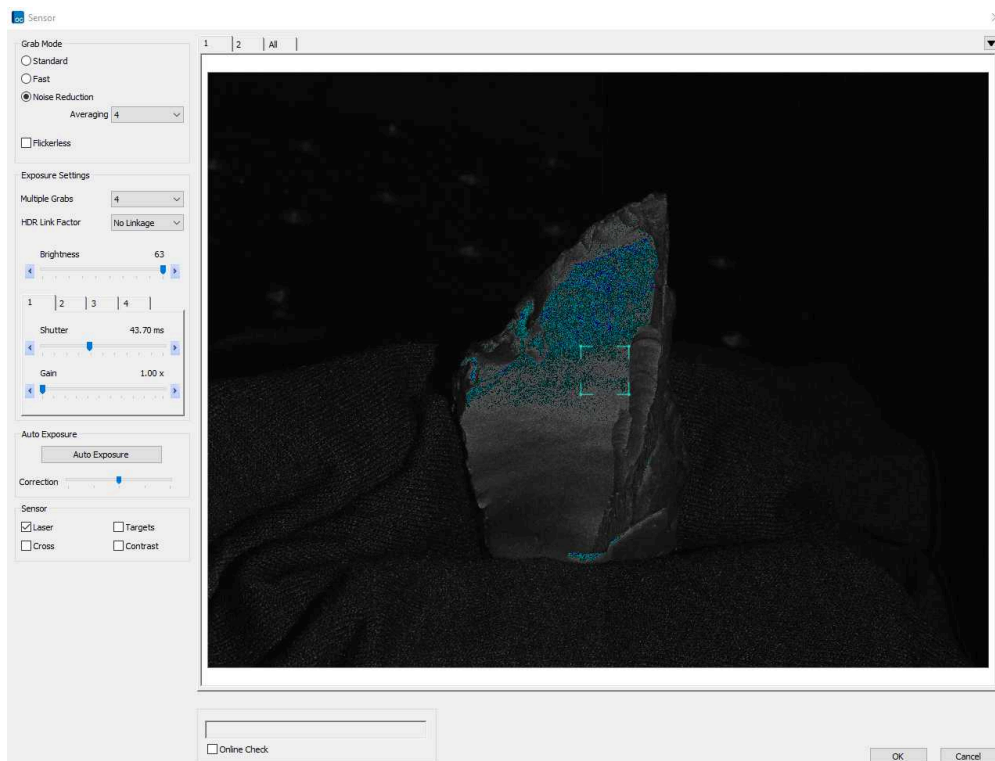 oc Sensor
Grab Mode
Standard
Fast
Noise Reduction
Averaging 4
Flickerless
Exposure Settings
Multiple Grabs 4
HDR Link Factor No Linkage
Brightness 63
1 2 3 4
Shutter 43.70 ms
Gain 1.00 x
Auto Exposure
Auto Exposure
Correction
Sensor
Laser Targets
Cross Contrast
1 2 All
Online Check
OK Cancel